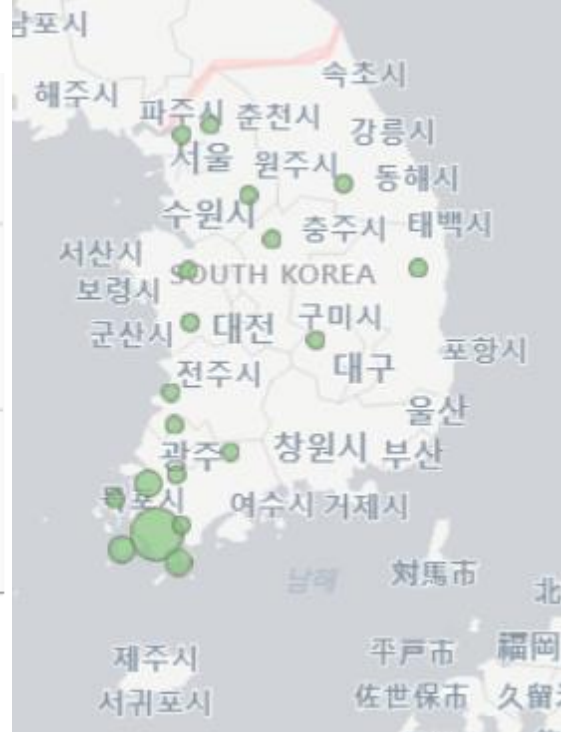 남포시
속초시
해주시
파주시 춘천시
강릉시
서울 원주시 동해시
수원시 충주시 태백시
서산시
SOUTH KOREA
보령시
군산시 대전 구미시
포항시
전주시 대구
울산
광주 창원시 부산
목포시 여수시 거제시
남해
対馬市
北
제주시 平戸市 福岡
서귀포시 佐世保市 久留